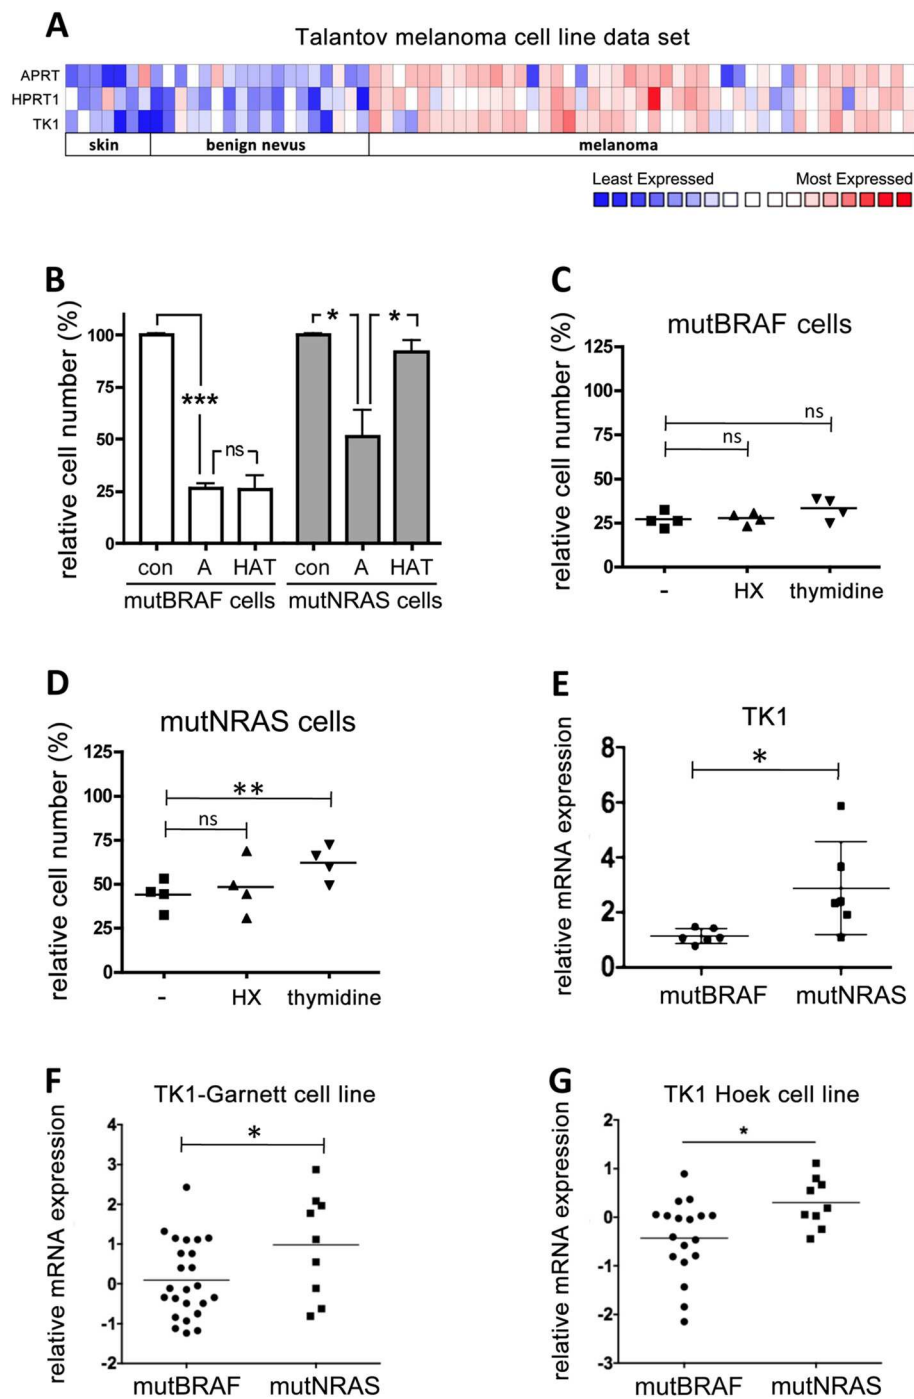 A
Talantov melanoma cell line data set
APRT
HPRT1
TK1
skin benign nevus melanoma
Least Expressed Most Expressed
B
relative cell number (%)
100
75
50
25
0
***
ns
* *
con A HAT con A HAT
mutBRAF cells mutNRAS cells
C
mutBRAF cells
relative cell number (%)
125
100
75
50
25
0
ns
ns
- HX thymidine
D
mutNRAS cells
relative cell number (%)
125
100
75
50
25
0
**
ns
- HX thymidine
E
TK1
relative mRNA expression
8
6
4
2
0
*
mutBRAF mutNRAS
F
TK1-Garnett cell line
relative mRNA expression
4
3
2
1
0
-1
-2
*
mutBRAF mutNRAS
G
TK1 Hoek cell line
relative mRNA expression
2
1
0
-1
-2
-3
*
mutBRAF mutNRAS